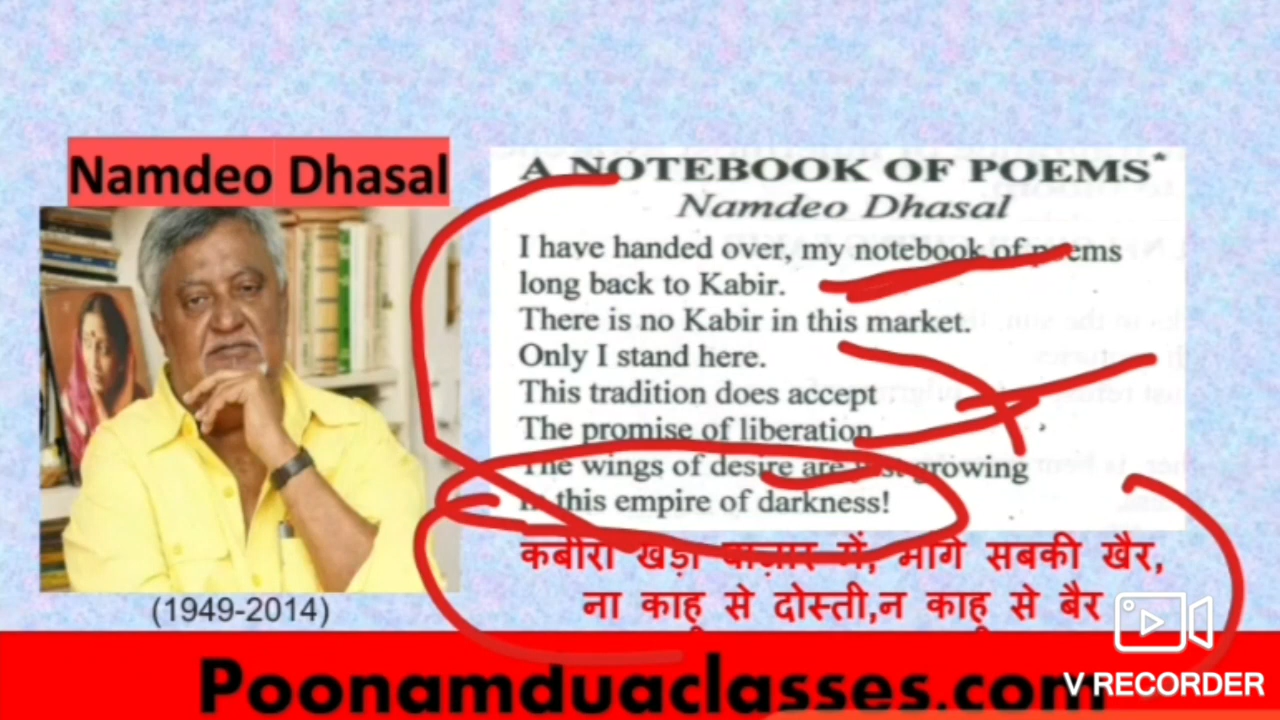 Namdeo Dhasal
A NOTEBOOK OF POEMS*
Namdeo Dhasal
I have handed over, my notebook of poems
long back to Kabir.
There is no Kabir in this market.
Only I stand here.
This tradition does accept
The promise of liberation
The wings of desire are just growing
In this empire of darkness!
कबीरा खड़ा बाज़ार में, मांगे सबकी खैर,
ना काहू से दोस्ती,न काहू से बैर
(1949-2014)
Poonamduaclasses.com
V RECORDER